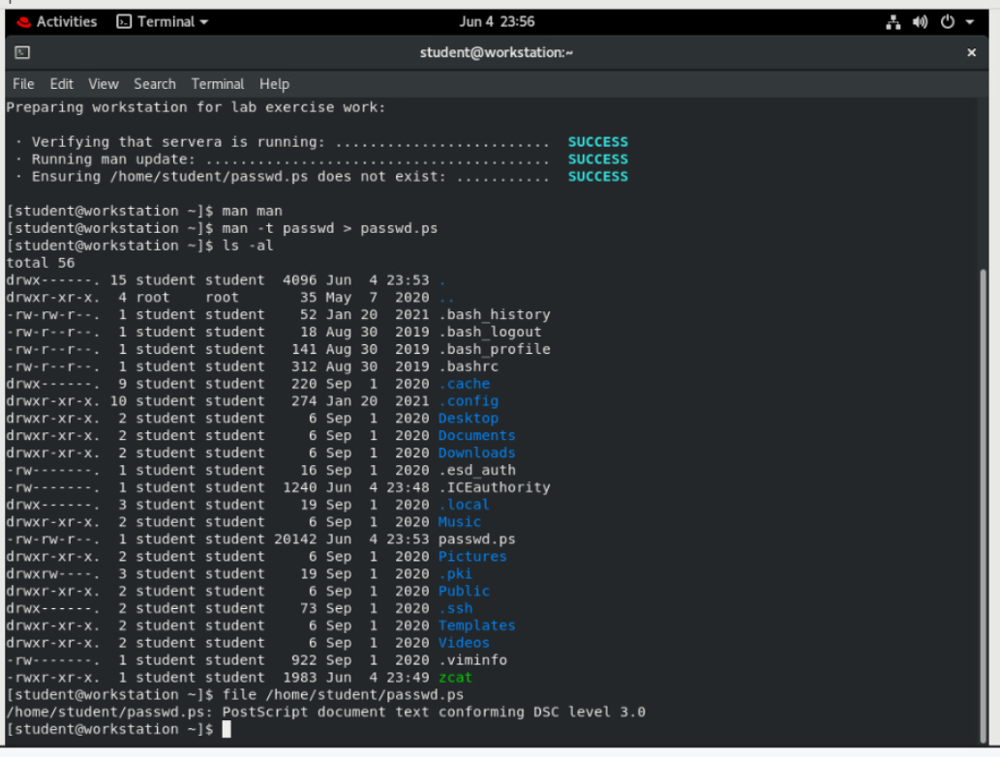 Activities Terminal Jun 4 23:56
student@workstation:~ ×
File Edit View Search Terminal Help
Preparing workstation for lab exercise work:
· Verifying that servera is running: ......................... SUCCESS
· Running man update: ........................................ SUCCESS
· Ensuring /home/student/passwd.ps does not exist: ........... SUCCESS
[student@workstation ~]$ man man
[student@workstation ~]$ man -t passwd > passwd.ps
[student@workstation ~]$ ls -al
total 56
drwx------. 15 student student  4096 Jun  4 23:53 .
drwxr-xr-x.  4 root    root       35 May  7  2020 ..
-rw-rw-r--.  1 student student    52 Jan 20  2021 .bash_history
-rw-r--r--.  1 student student    18 Aug 30  2019 .bash_logout
-rw-r--r--.  1 student student   141 Aug 30  2019 .bash_profile
-rw-r--r--.  1 student student   312 Aug 30  2019 .bashrc
drwx------.  9 student student   220 Sep  1  2020 .cache
drwxr-xr-x. 10 student student   274 Jan 20  2021 .config
drwxr-xr-x.  2 student student     6 Sep  1  2020 Desktop
drwxr-xr-x.  2 student student     6 Sep  1  2020 Documents
drwxr-xr-x.  2 student student     6 Sep  1  2020 Downloads
-rw-------.  1 student student    16 Sep  1  2020 .esd_auth
-rw-------.  1 student student  1240 Jun  4 23:48 .ICEauthority
drwx------.  3 student student    19 Sep  1  2020 .local
drwxr-xr-x.  2 student student     6 Sep  1  2020 Music
-rw-rw-r--.  1 student student 20142 Jun  4 23:53 passwd.ps
drwxr-xr-x.  2 student student     6 Sep  1  2020 Pictures
drwxrw----.  3 student student    19 Sep  1  2020 .pki
drwxr-xr-x.  2 student student     6 Sep  1  2020 Public
drwx------.  2 student student    73 Sep  1  2020 .ssh
drwxr-xr-x.  2 student student     6 Sep  1  2020 Templates
drwxr-xr-x.  2 student student     6 Sep  1  2020 Videos
-rw-------.  1 student student   922 Sep  1  2020 .viminfo
-rwxr-xr-x.  1 student student  1983 Jun  4 23:49 zcat
[student@workstation ~]$ file /home/student/passwd.ps
/home/student/passwd.ps: PostScript document text conforming DSC level 3.0
[student@workstation ~]$